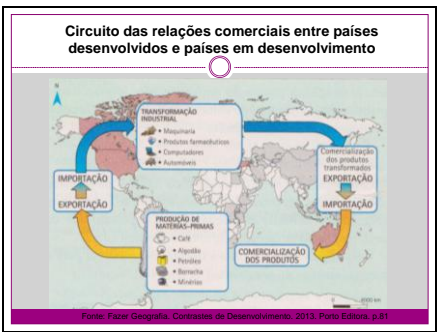 Circuito das relações comerciais entre países
desenvolvidos e países em desenvolvimento
N
TRANSFORMAÇÃO
INDUSTRIAL
• Maquinaria
• Produtos farmacêuticos
• Computadores
• Automóveis
Comercialização
dos produtos
transformados
EXPORTAÇÃO
IMPORTAÇÃO
IMPORTAÇÃO
EXPORTAÇÃO
PRODUÇÃO DE
MATÉRIAS-PRIMAS
• Café
• Algodão
• Petróleo
• Borracha
• Minérios
COMERCIALIZAÇÃO
DOS PRODUTOS
Fonte: Fazer Geografia. Contrastes de Desenvolvimento. 2013. Porto Editora. p.81